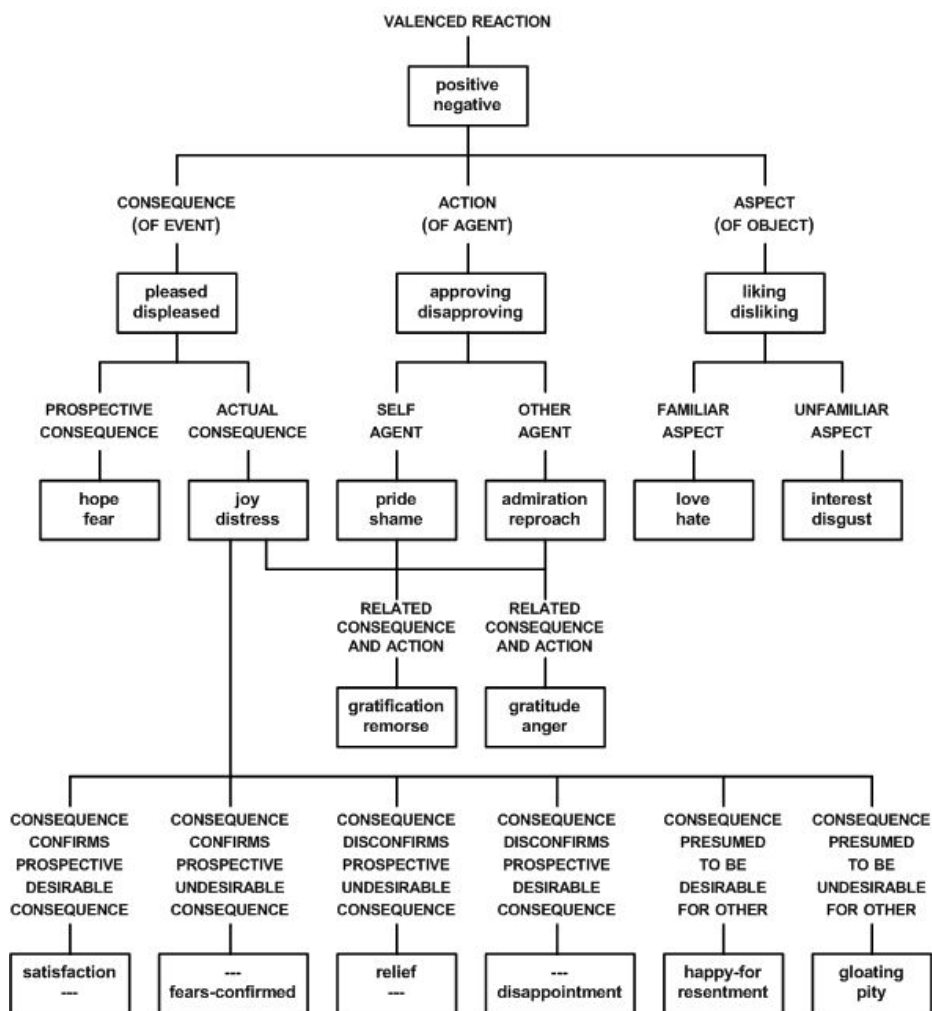 VALENCED REACTION
positive
negative
CONSEQUENCE
(OF EVENT)
ACTION
(OF AGENT)
ASPECT
(OF OBJECT)
pleased
displeased
approving
disapproving
liking
disliking
PROSPECTIVE
CONSEQUENCE
ACTUAL
CONSEQUENCE
SELF
AGENT
OTHER
AGENT
FAMILIAR
ASPECT
UNFAMILIAR
ASPECT
hope
fear
joy
distress
pride
shame
admiration
reproach
love
hate
interest
disgust
RELATED
CONSEQUENCE
AND ACTION
RELATED
CONSEQUENCE
AND ACTION
gratification
remorse
gratitude
anger
CONSEQUENCE
CONFIRMS
PROSPECTIVE
DESIRABLE
CONSEQUENCE
CONSEQUENCE
CONFIRMS
PROSPECTIVE
UNDESIRABLE
CONSEQUENCE
CONSEQUENCE
DISCONFIRMS
PROSPECTIVE
UNDESIRABLE
CONSEQUENCE
CONSEQUENCE
DISCONFIRMS
PROSPECTIVE
DESIRABLE
CONSEQUENCE
CONSEQUENCE
PRESUMED
TO BE
DESIRABLE
FOR OTHER
CONSEQUENCE
PRESUMED
TO BE
UNDESIRABLE
FOR OTHER
satisfaction
---
---
fears-confirmed
relief
---
---
disappointment
happy-for
resentment
gloating
pity